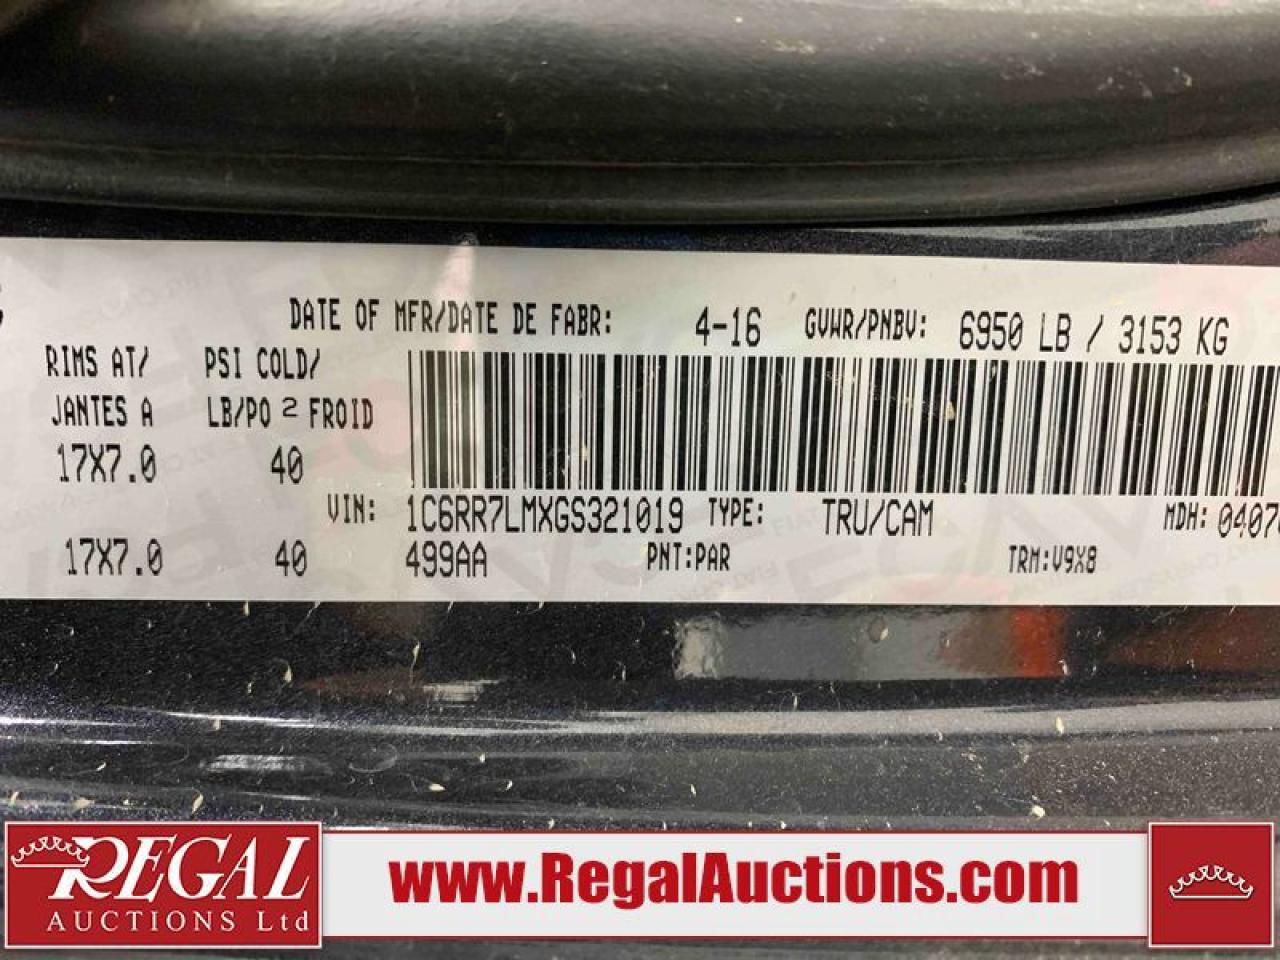 DATE OF MFR/DATE DE FABR: 4-16 GVWR/PNBV: 6950 LB / 3153 KG
RIMS AT/ PSI COLD/
JANTES A LB/PO 2 FROID
17X7.0 40
VIN: 1C6RR7LMXGS321019 TYPE: TRU/CAM MDH: 0407
17X7.0 40 499AA PNT:PAR TRM:V9X8
REGAL
AUCTIONS Ltd
www.RegalAuctions.com